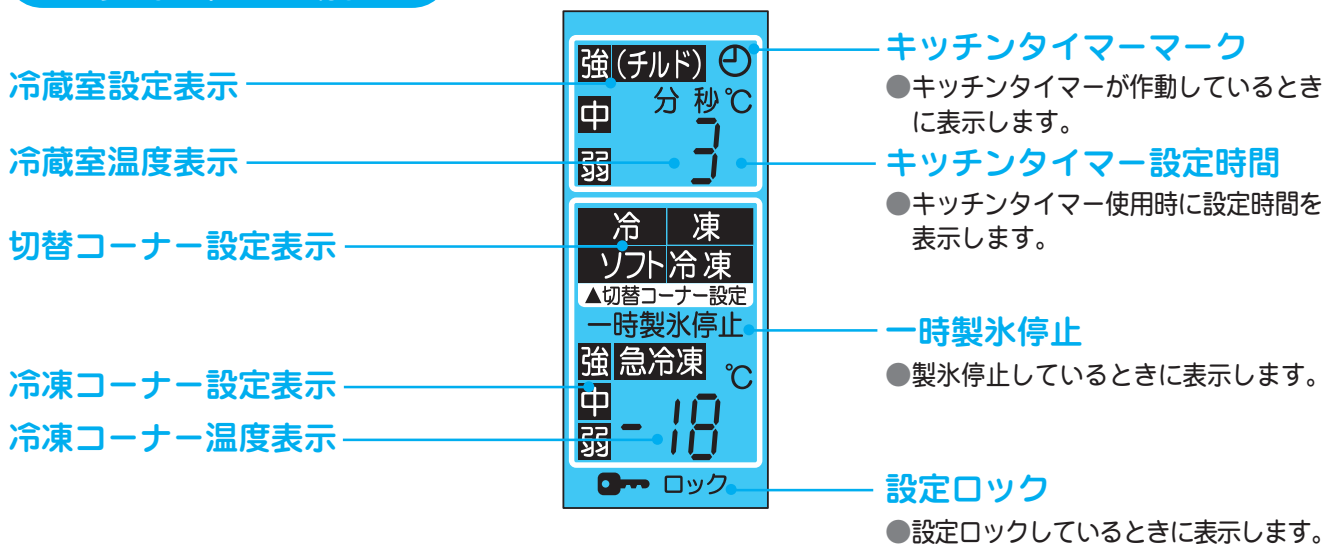 冷蔵室設定表示
冷蔵室温度表示
切替コーナー設定表示
冷凍コーナー設定表示
冷凍コーナー温度表示
強(チルド)
分 秒℃
中
3
弱
冷 凍
ソフト冷凍
▲切替コーナー設定
一時製氷停止
強 急冷凍
℃
中
-18
弱
ロック
キッチンタイマーマーク
●キッチンタイマーが作動しているとき
に表示します。
キッチンタイマー設定時間
●キッチンタイマー使用時に設定時間を
表示します。
一時製氷停止
●製氷停止しているときに表示します。
設定ロック
●設定ロックしているときに表示します。